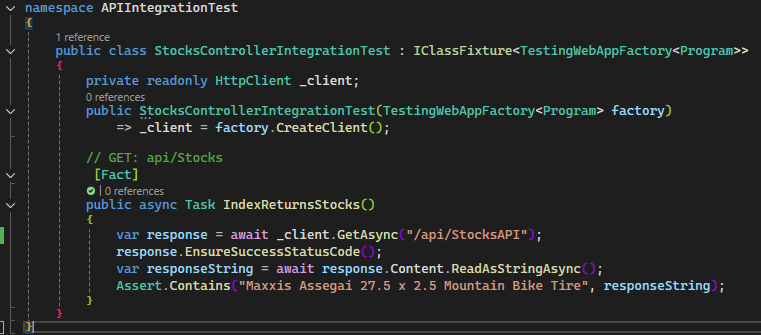 namespace APIIntegrationTest
{
1 reference
public class StocksControllerIntegrationTest : IClassFixture<TestingWebAppFactory<Program>>
{
private readonly HttpClient _client;
0 references
public StocksControllerIntegrationTest(TestingWebAppFactory<Program> factory)
=> _client = factory.CreateClient();
// GET: api/Stocks
[Fact]
| 0 references
public async Task IndexReturnsStocks()
{
var response = await _client.GetAsync("/api/StocksAPI");
response.EnsureSuccessStatusCode();
var responseString = await response.Content.ReadAsStringAsync();
Assert.Contains("Maxxis Assegai 27.5 x 2.5 Mountain Bike Tire", responseString);
}
}
}